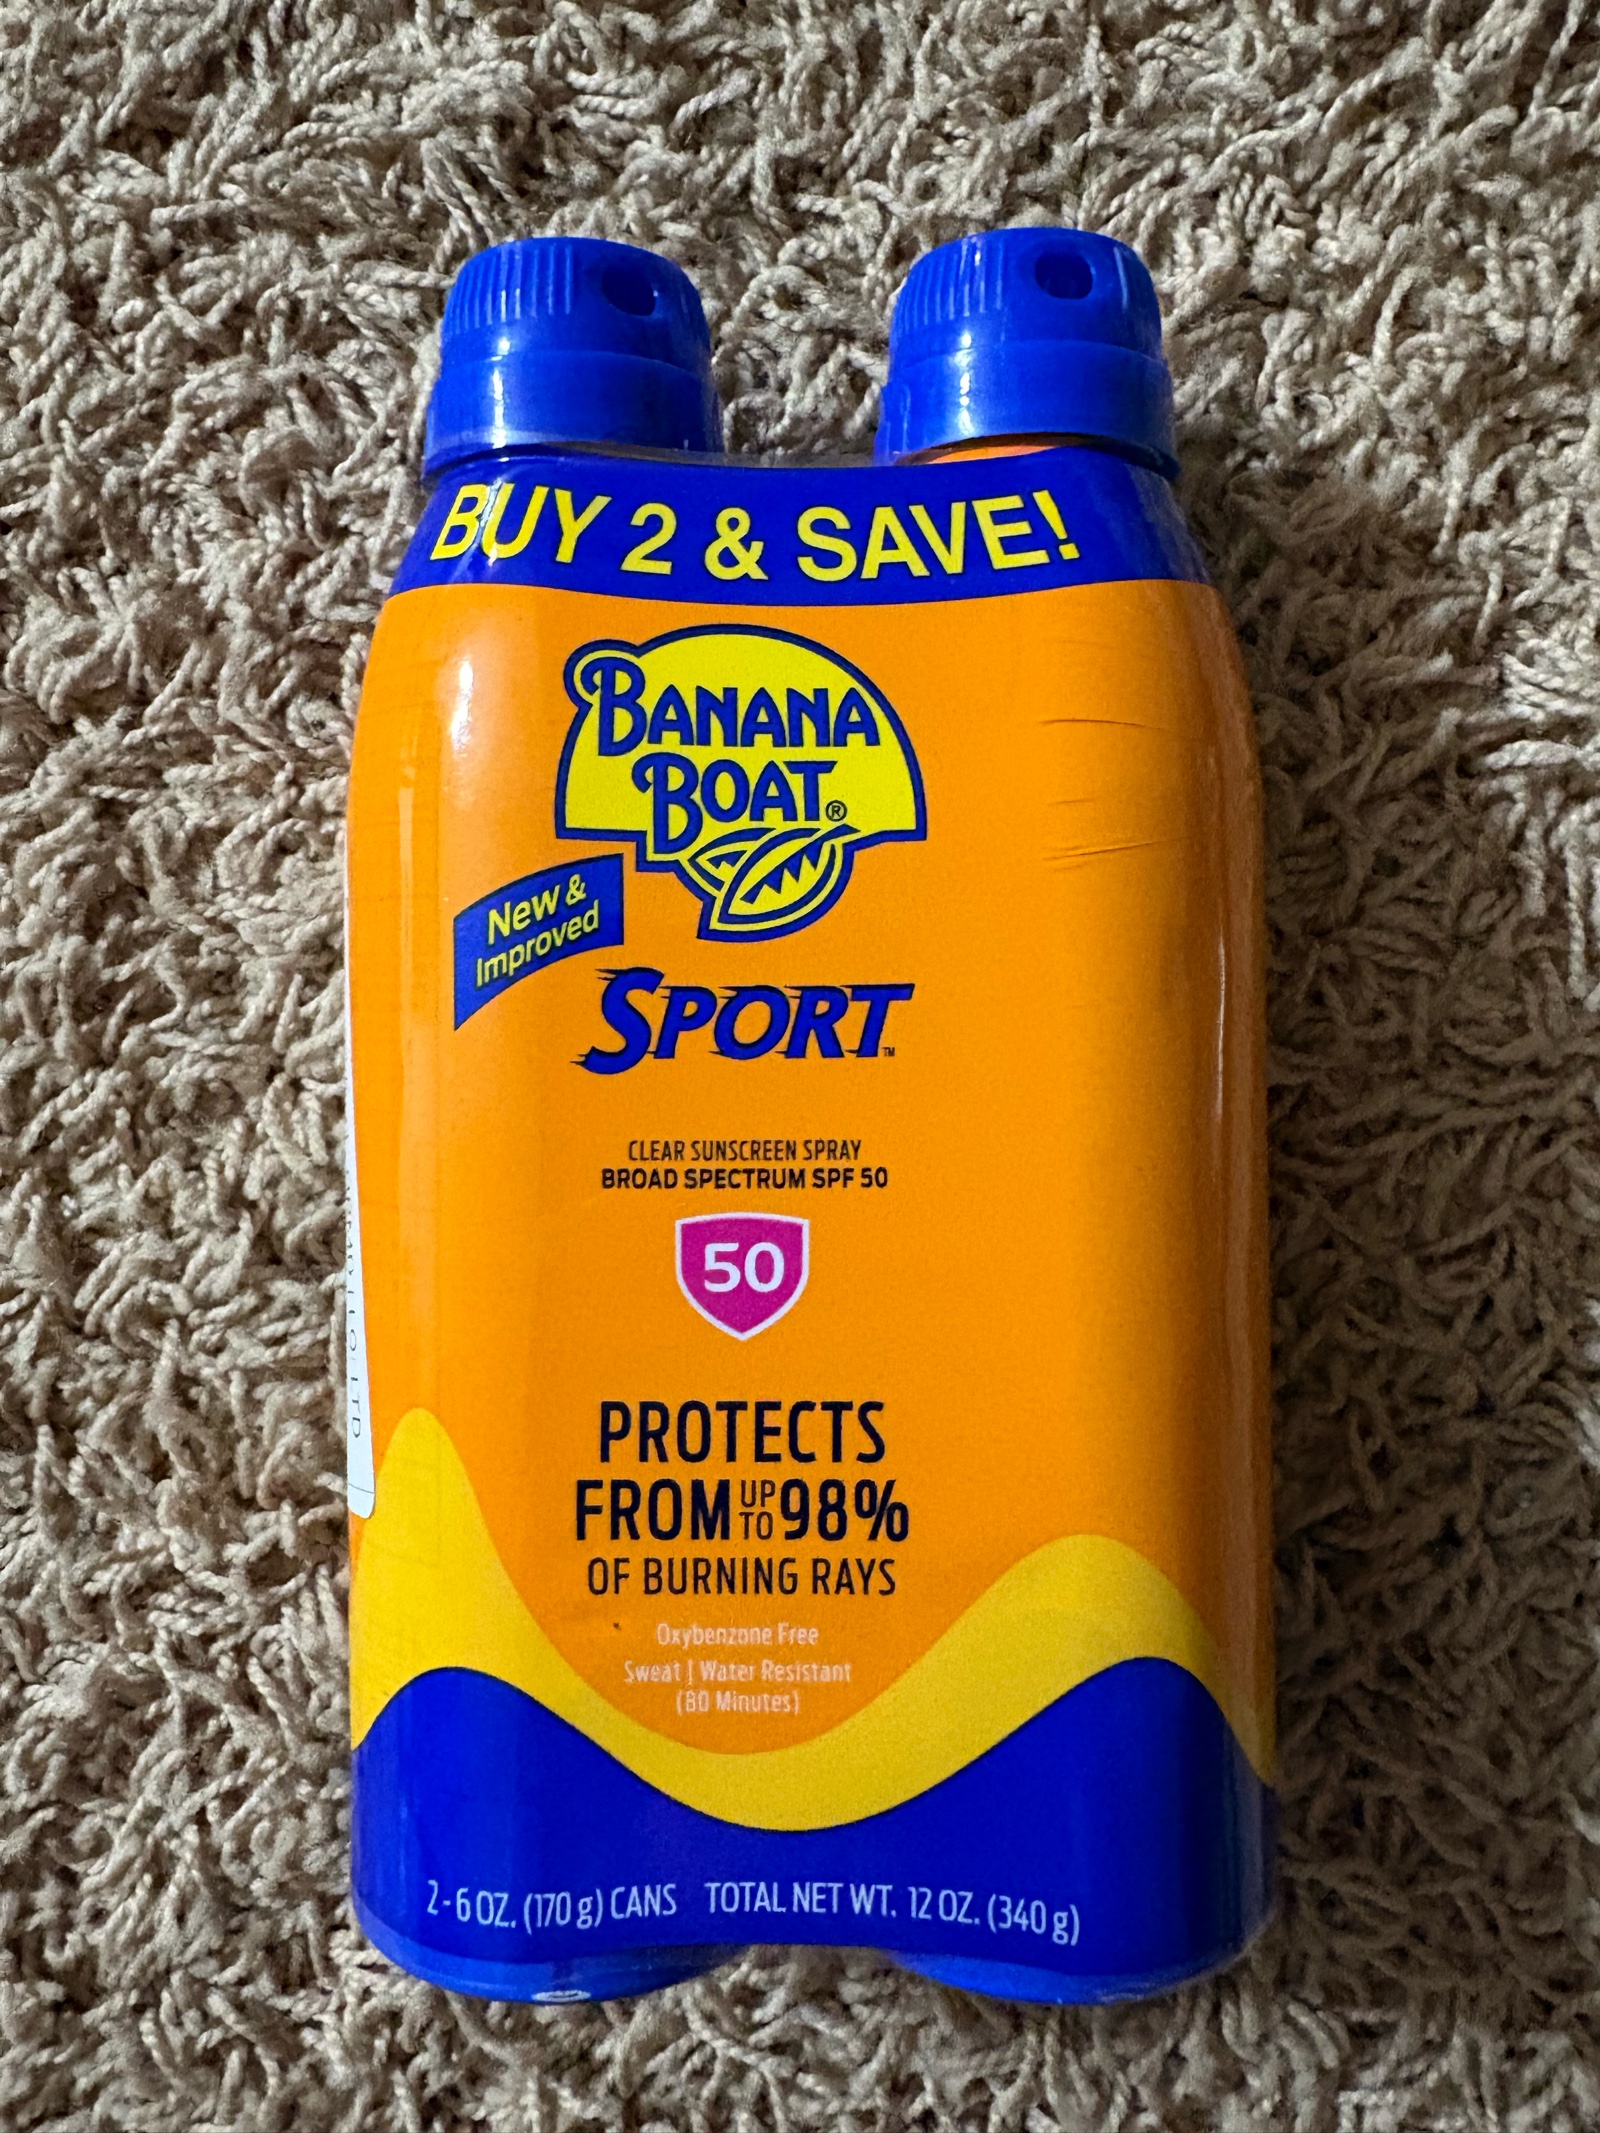 BUY 2 & SAVE!
BANANA
BOAT®
New &
Improved
SPORT™
CLEAR SUNSCREEN SPRAY
BROAD SPECTRUM SPF 50
50
PROTECTS
FROM UP TO 98%
OF BURNING RAYS
Oxybenzone Free
Sweat | Water Resistant
(80 Minutes)
2-6 OZ. (170 g) CANS TOTAL NET WT. 12 OZ. (340 g)